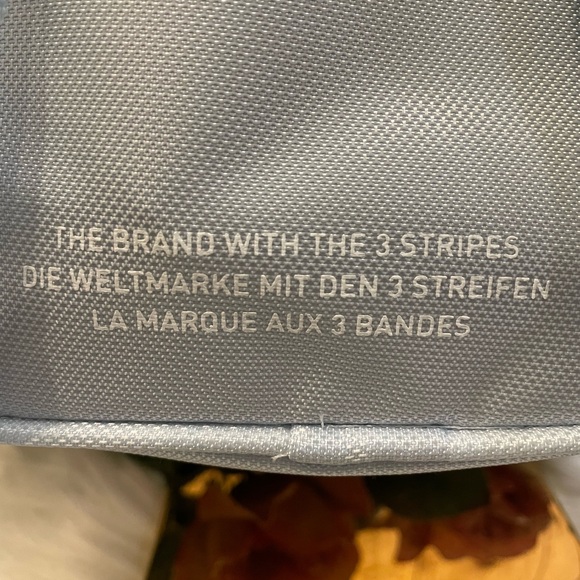 THE BRAND WITH THE 3 STRIPES
DIE WELTMARKE MIT DEN 3 STREIFEN
LA MARQUE AUX 3 BANDES